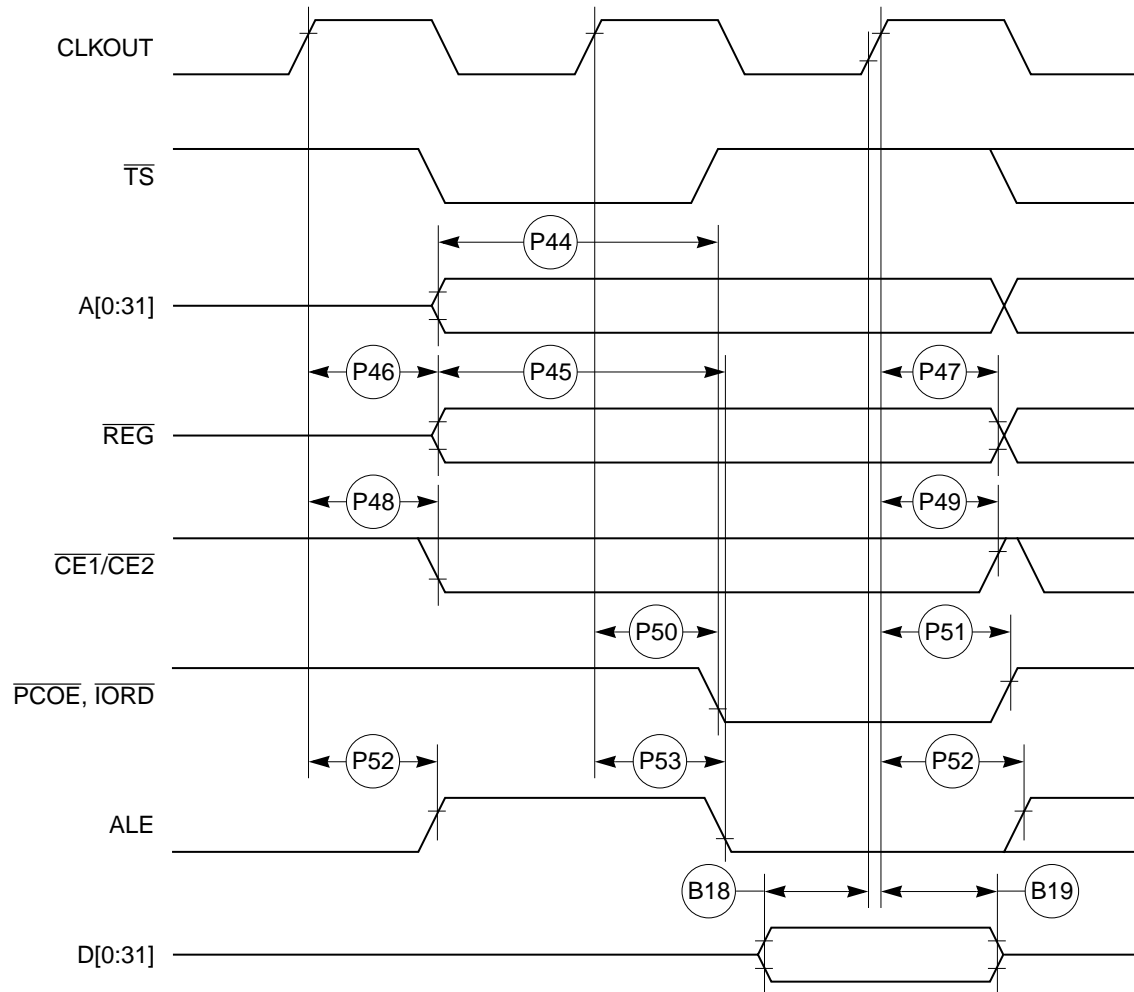 CLKOUT
TS
P44
A[0:31]
P46 P45 P47
REG
P48 P49
CE1/CE2
P50 P51
PCOE, IORD
P52 P53 P52
ALE
B18 B19
D[0:31]